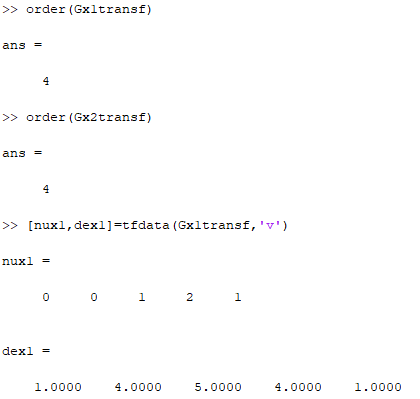 >> order(Gx1transf)
ans =
4
>> order(Gx2transf)
ans =
4
>> [nux1,dex1]=tfdata(Gx1transf,'v')
nux1 =
0 0 1 2 1
dex1 =
1.0000 4.0000 5.0000 4.0000 1.0000